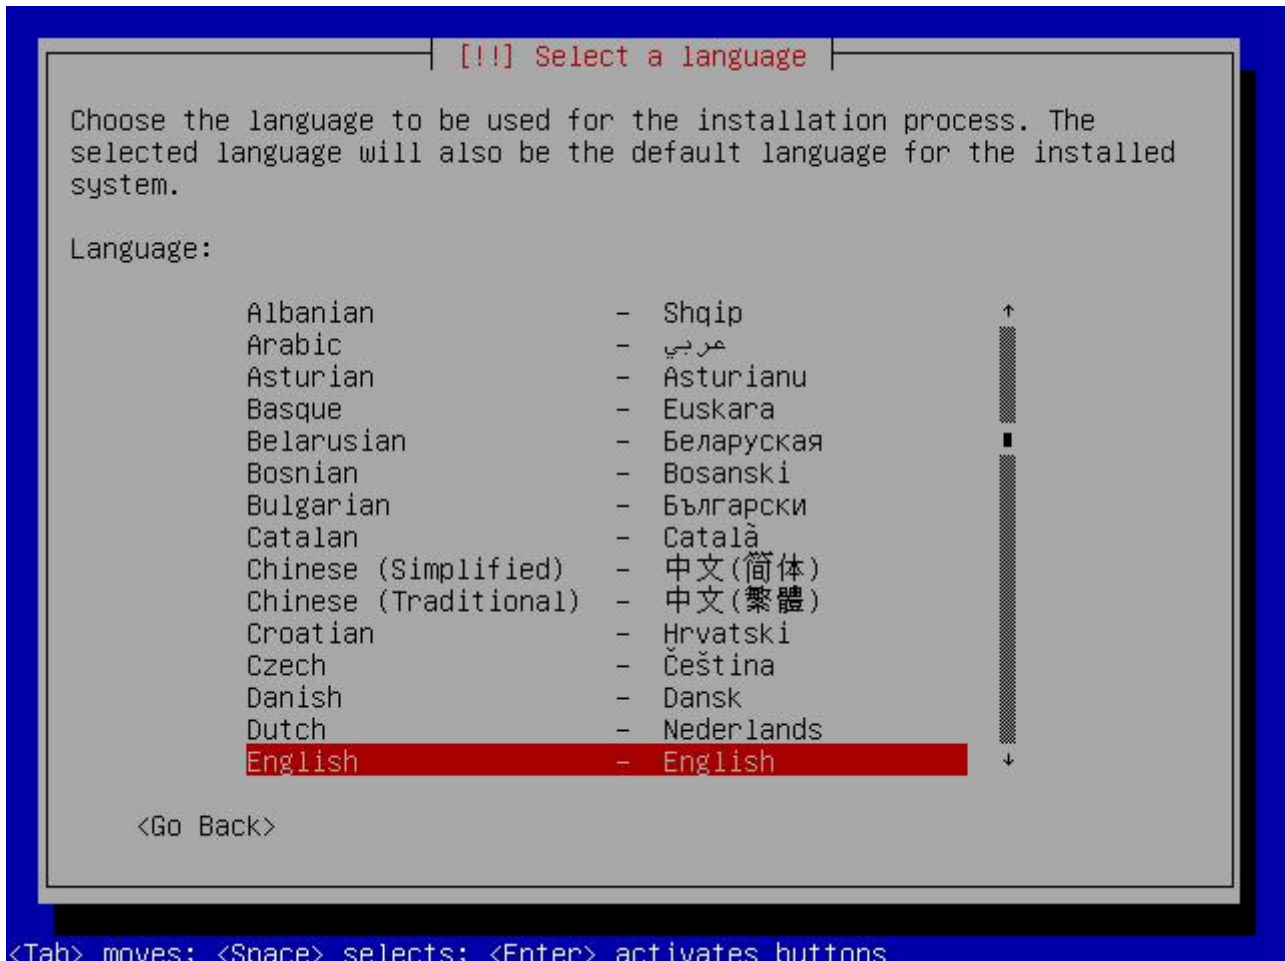 [!!] Select a language
Choose the language to be used for the installation process. The
selected language will also be the default language for the installed
system.
Language:
Albanian - Shqip
Arabic - عربي
Asturian - Asturianu
Basque - Euskara
Belarusian - Беларуская
Bosnian - Bosanski
Bulgarian - Български
Catalan - Català
Chinese (Simplified) - 中文(简体)
Chinese (Traditional) - 中文(繁體)
Croatian - Hrvatski
Czech - Čeština
Danish - Dansk
Dutch - Nederlands
English - English
<Go Back>
<Tab> moves; <Space> selects; <Enter> activates buttons